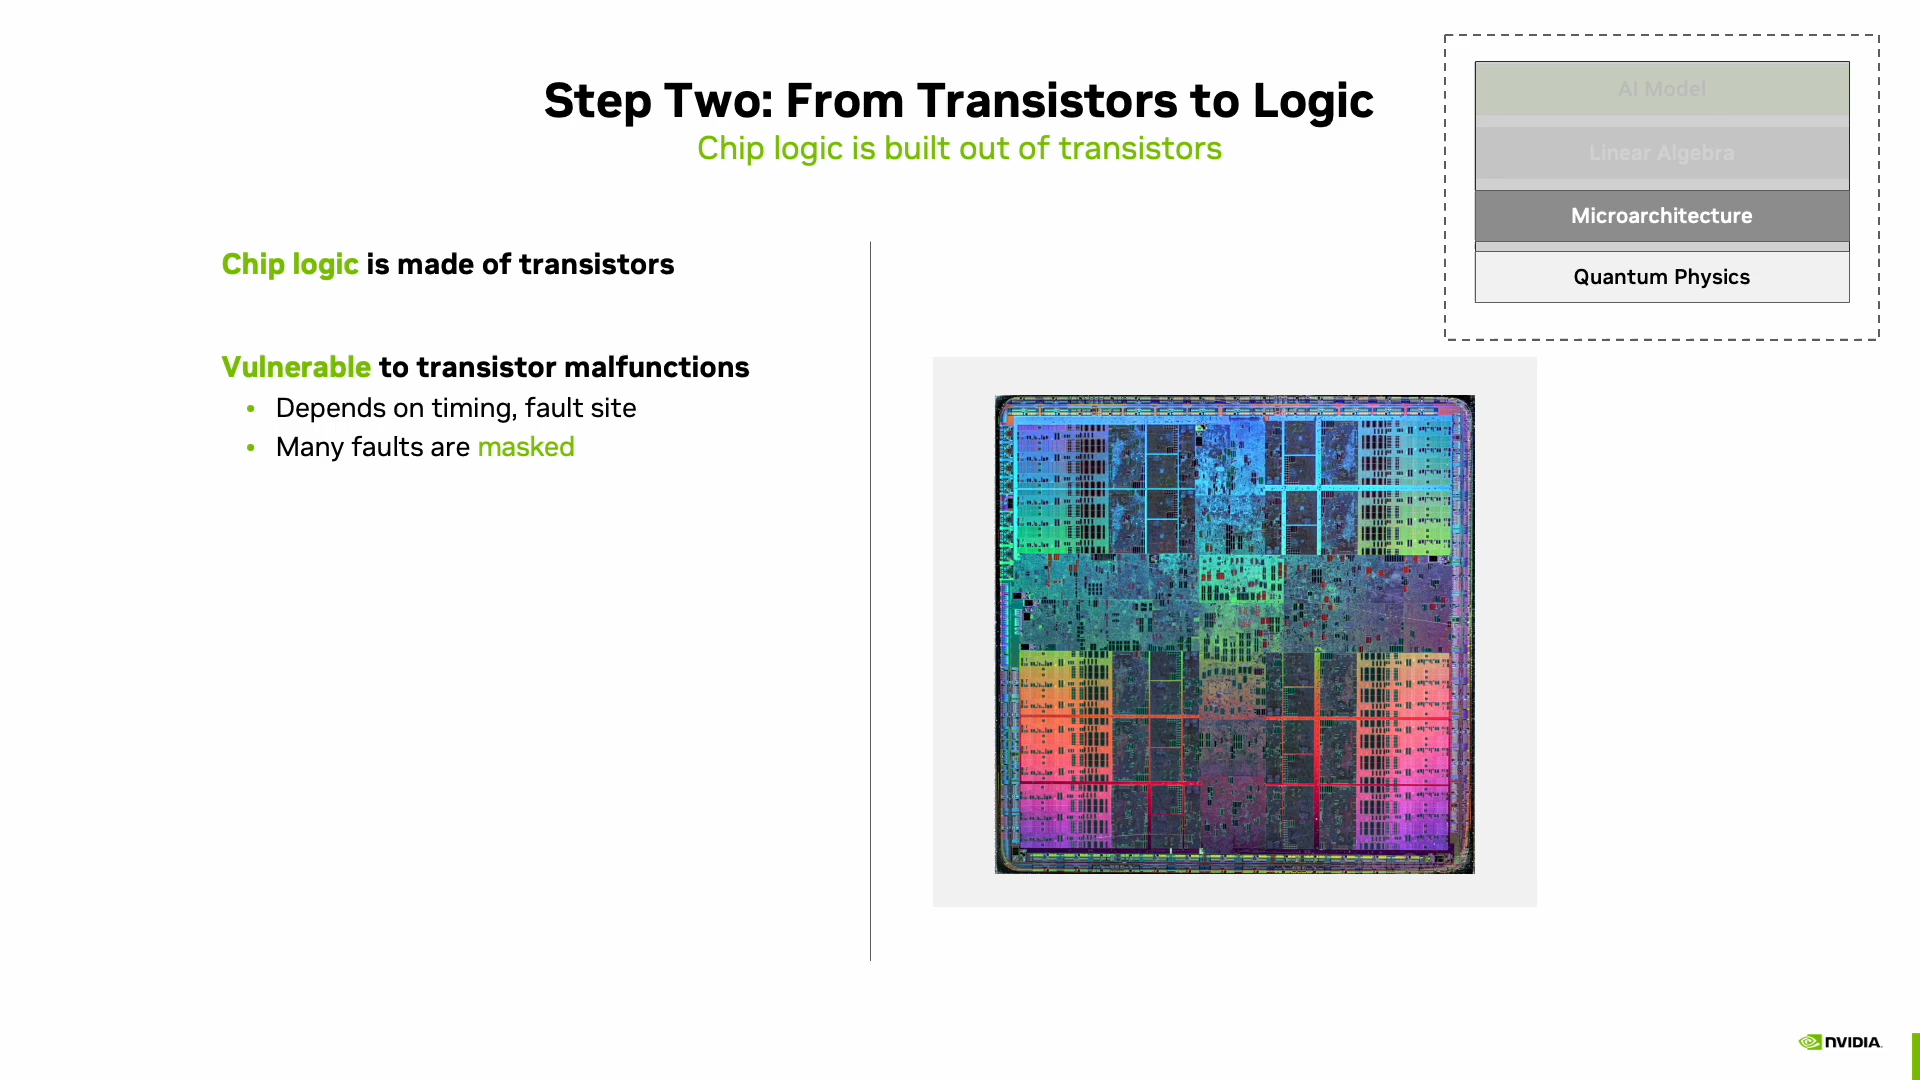 Step Two: From Transistors to Logic
Chip logic is built out of transistors
AI Model
Linear Algebra
Microarchitecture
Quantum Physics
Chip logic is made of transistors
Vulnerable to transistor malfunctions
• Depends on timing, fault site
• Many faults are masked
NVIDIA.